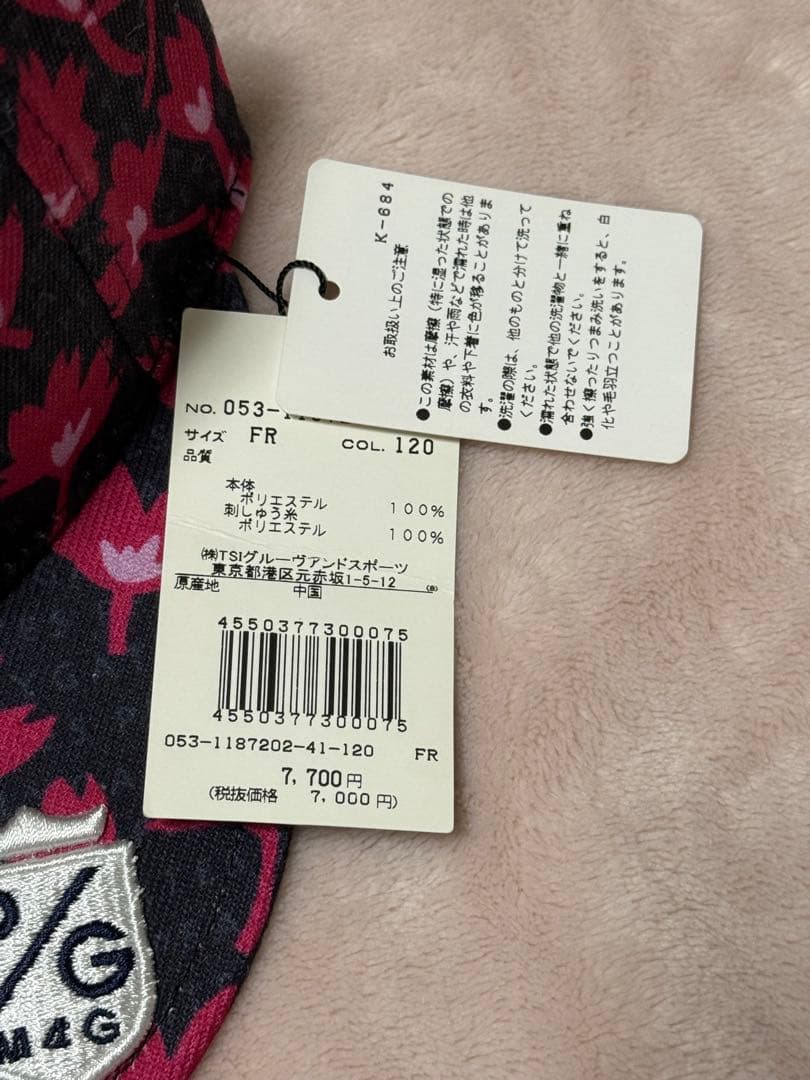 K-684
お取扱い上のご注意
●この素材は摩擦（特に湿った状態での
摩擦）や、汗や雨などで濡れた時は他
の衣料や下着に色が移ることがありま
す。
●洗濯の際は、他のものと分けて洗って
ください。
●濡れた状態で他の洗濯物と一緒に重ね
合わせないでください。
●強く擦ったりつまみ洗いをすると、白
化や毛羽立つことがあります。
NO. 053-
サイズ FR COL. 120
品質
本体
ポリエステル 100%
刺しゅう糸
ポリエステル 100%
㈱TSIグルーヴアンドスポーツ
東京都港区元赤坂1-5-12
原産地 中国
4550377300075
4550377300075
053-1187202-41-120 FR
7,700円
(税抜価格 7,000円)
/G
M4G